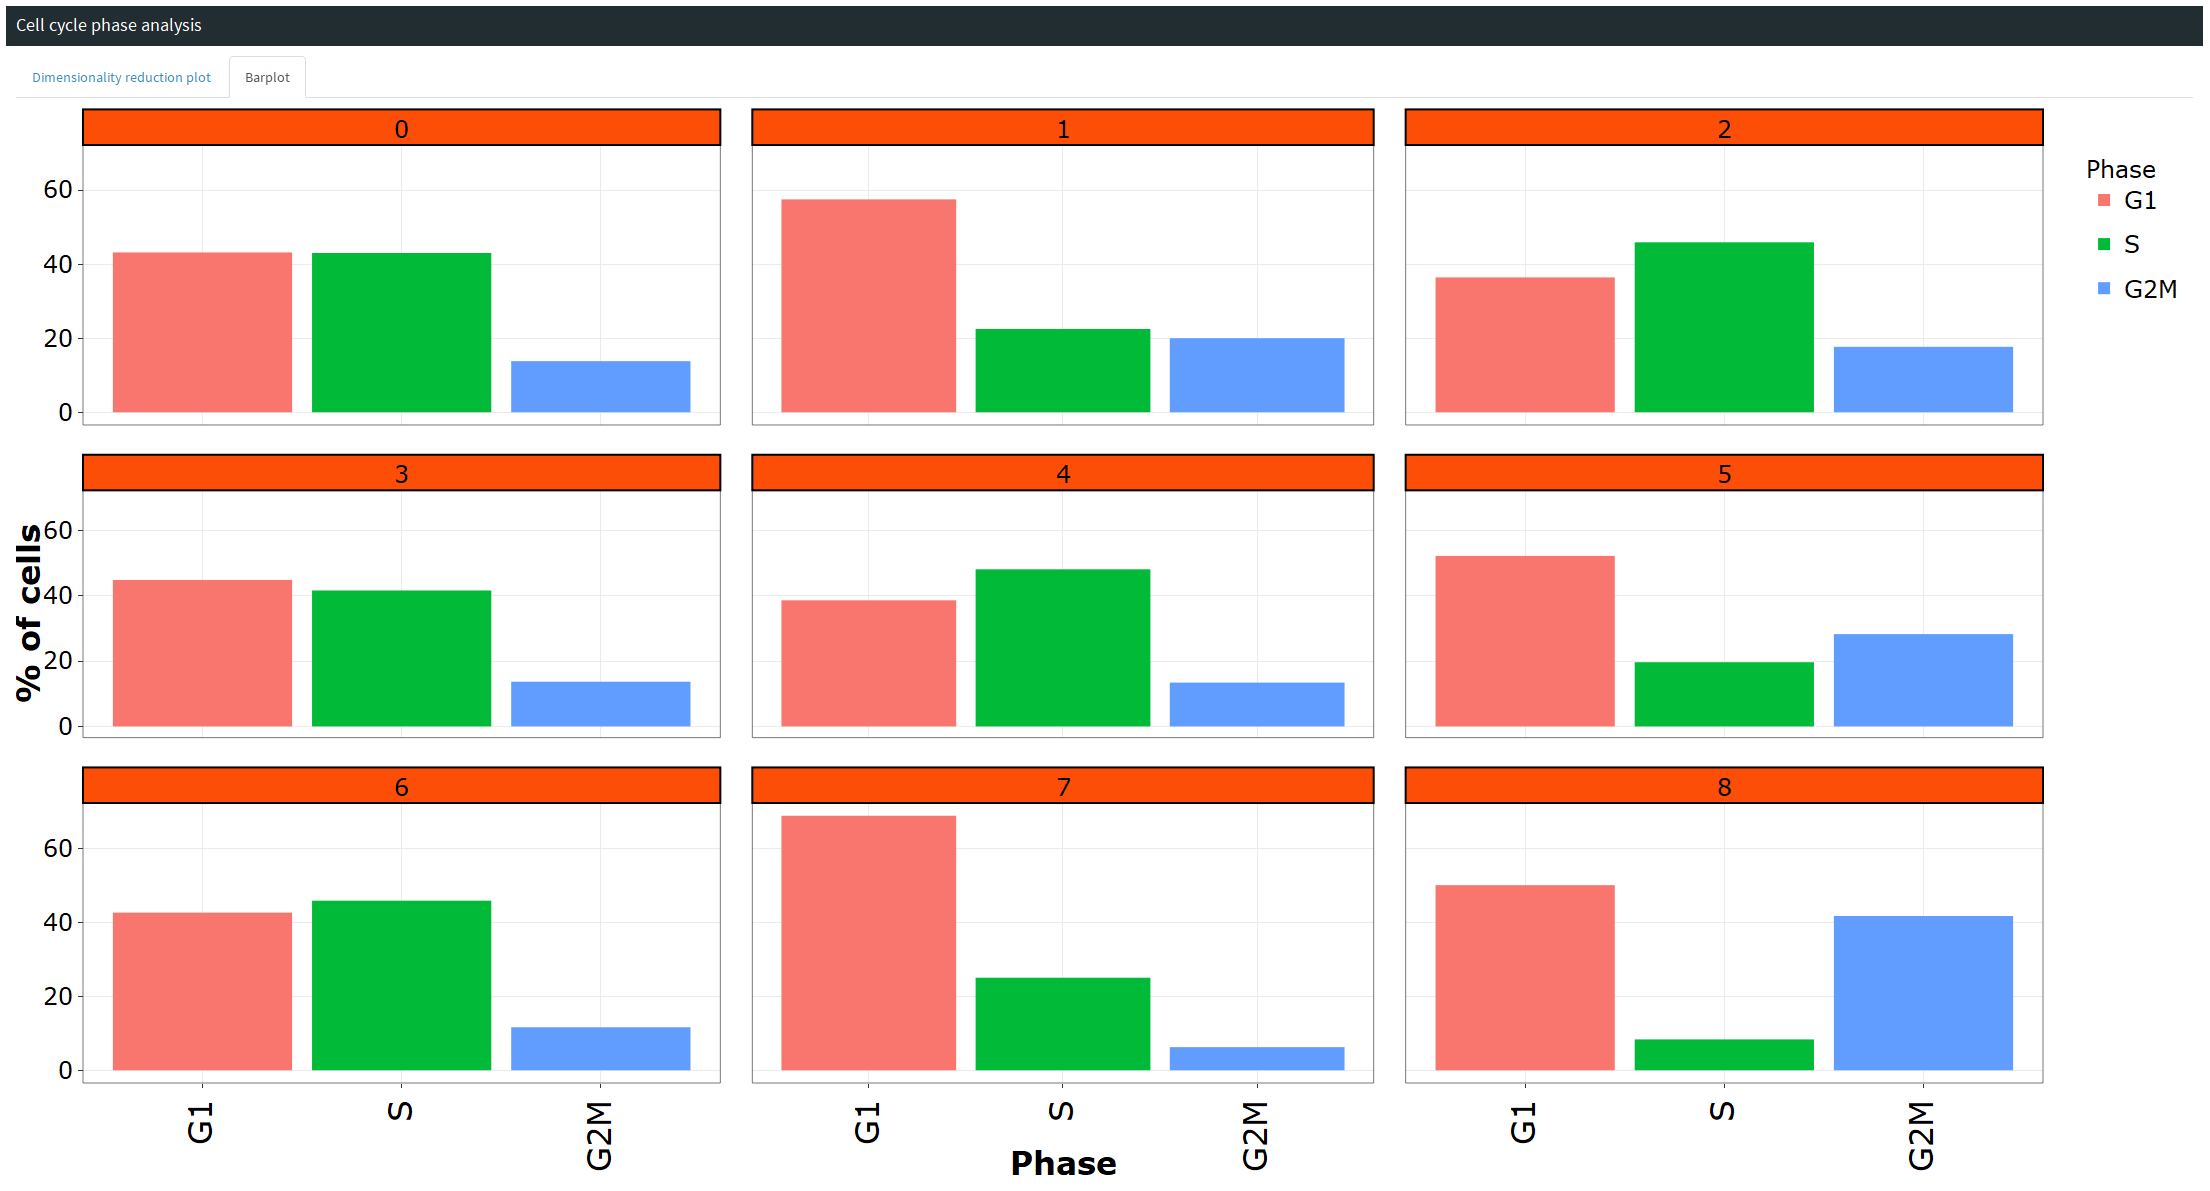 Cell cycle phase analysis
Dimensionality reduction plot
Barplot
0
1
2
60
40
20
0
Phase
G1
S
G2M
3
4
5
60
40
20
0
% of cells
6
7
8
60
40
20
0
G1
S
G2M
G1
S
G2M
G1
S
G2M
Phase